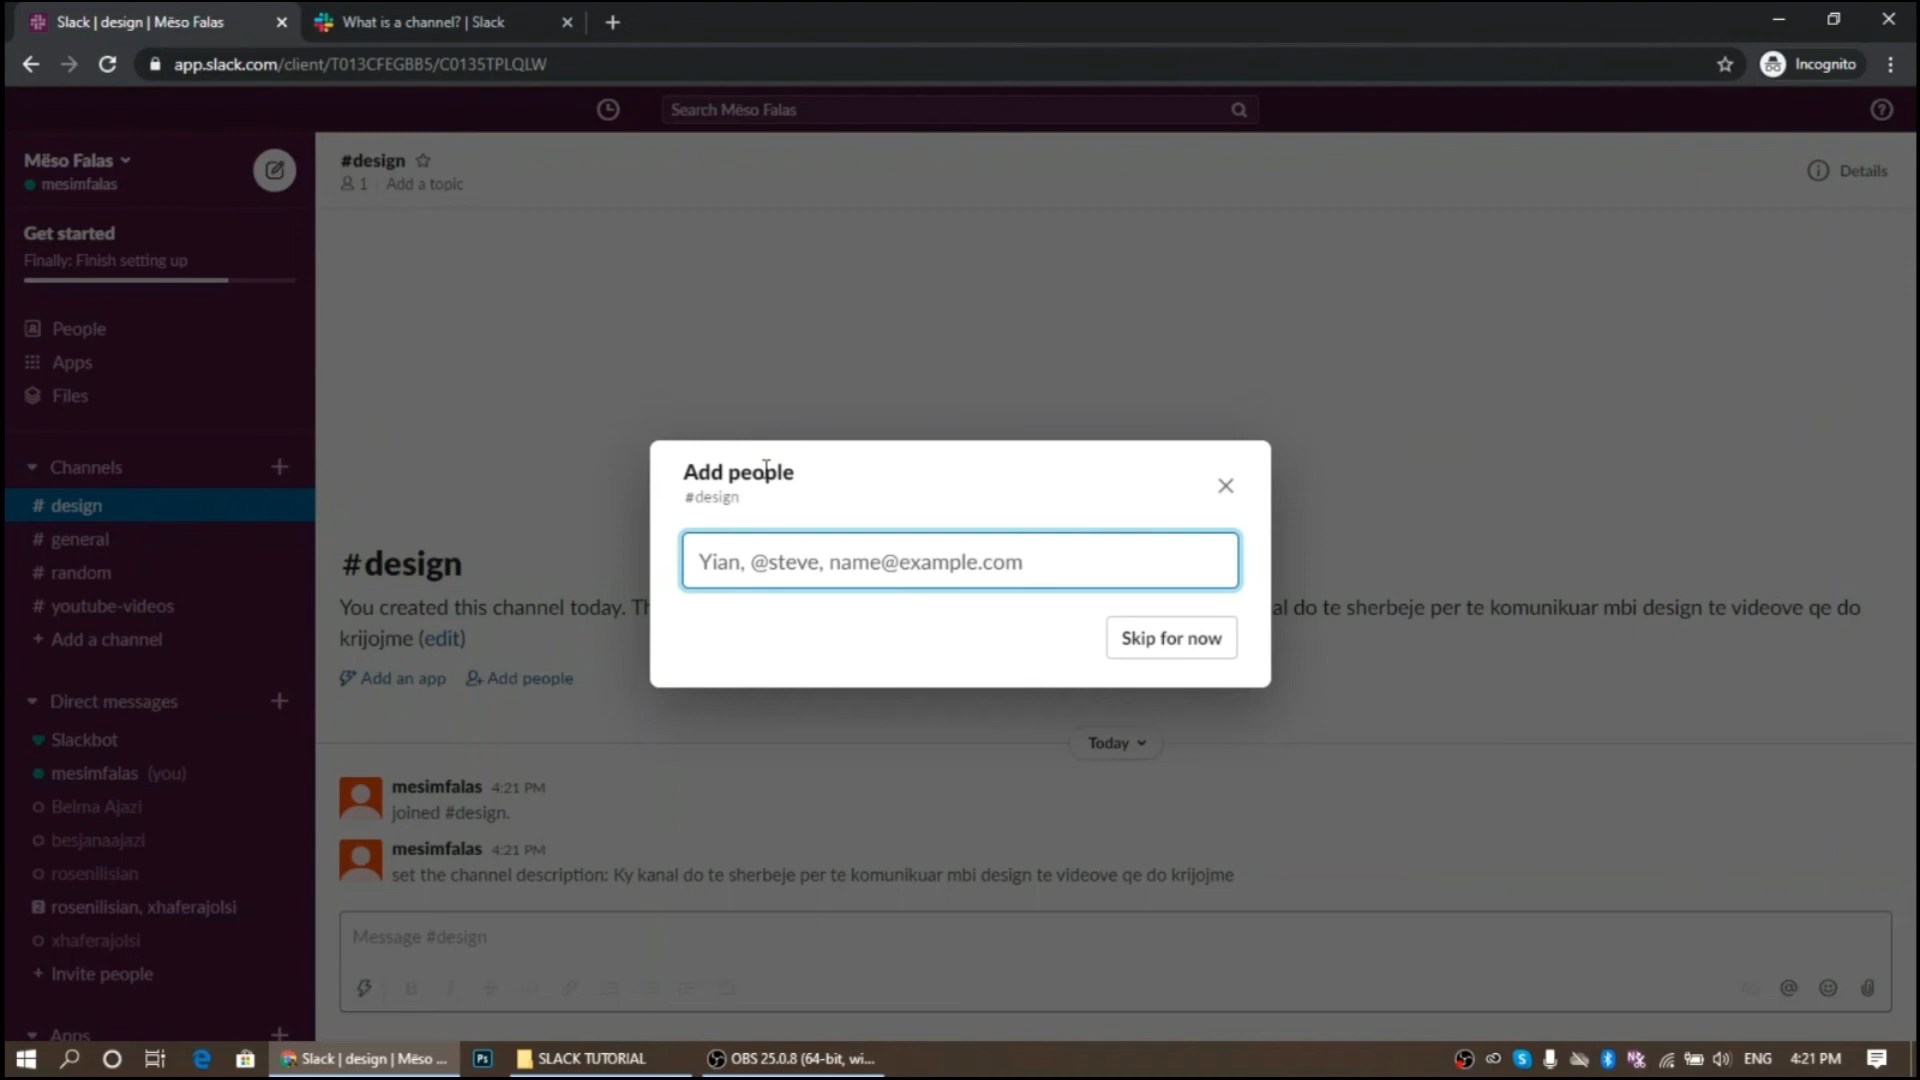 Slack | design | Mëso Falas
What is a channel? | Slack
app.slack.com/client/T013CFEGBB5/C0135TPLQLW
Incognito
Search Mëso Falas
Mëso Falas
mesimfalas
#design
1 | Add a topic
Details
Get started
Finally: Finish setting up
People
Apps
Files
Channels
# design
# general
# random
# youtube-videos
+ Add a channel
Direct messages
Slackbot
mesimfalas (you)
Belma Ajazi
besjanaajazi
rosenilisian
2 rosenilisian, xhaferajolsi
xhaferajolsi
+ Invite people
Apps
Add people
#design
Yian, @steve, name@example.com
Skip for now
#design
You created this channel today. Th
al do te sherbeje per te komunikuar mbi design te videove qe do
krijojme (edit)
Add an app
Add people
Today
mesimfalas 4:21 PM
joined #design.
mesimfalas 4:21 PM
set the channel description: Ky kanal do te sherbeje per te komunikuar mbi design te videove qe do krijojme
Message #design
Slack | design | Mëso ...
Ps
SLACK TUTORIAL
OBS 25.0.8 (64-bit, wi...
ENG
4:21 PM